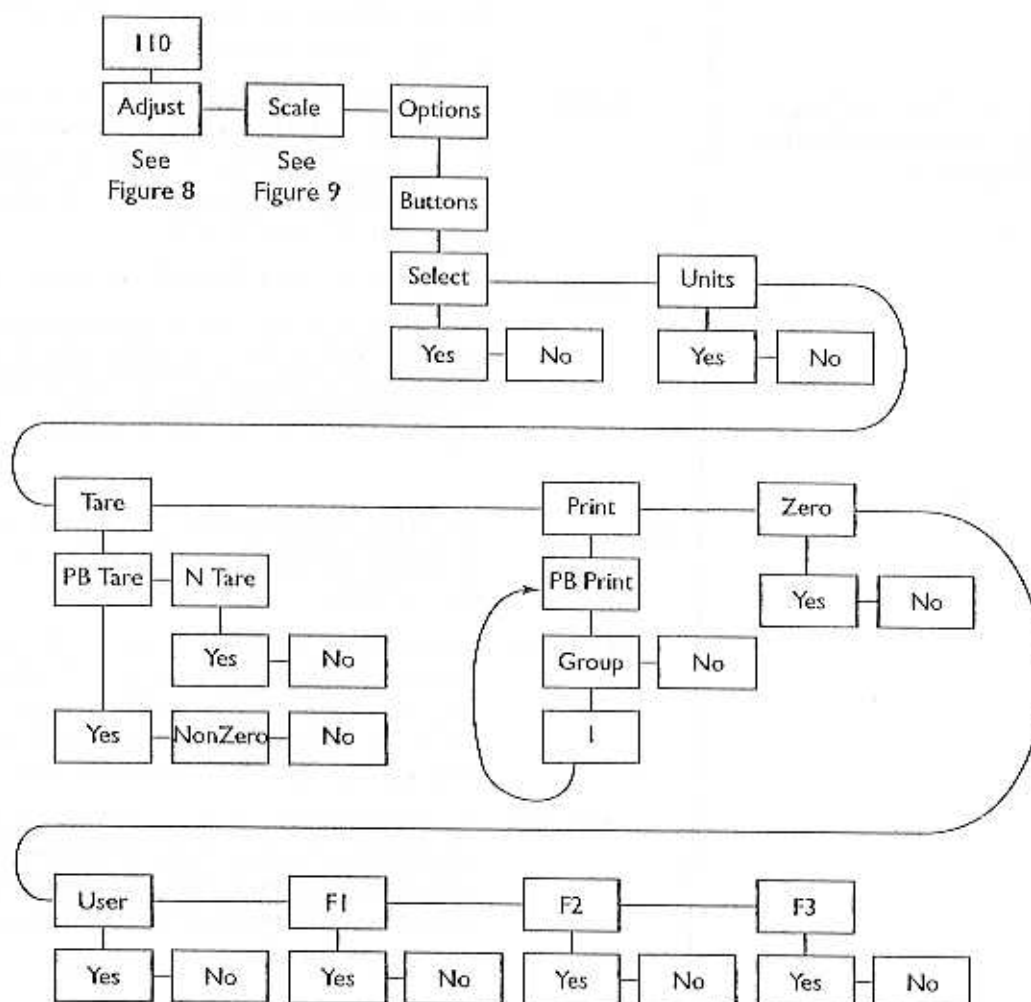 110
Adjust Scale Options
See
Figure 8
See
Figure 9
Buttons
Select Units
Yes No Yes No
Tare Print Zero
PB Tare N Tare PB Print
Yes No
Yes No Group No
Yes NonZero No 1
User F1 F2 F3
Yes No Yes No Yes No Yes No